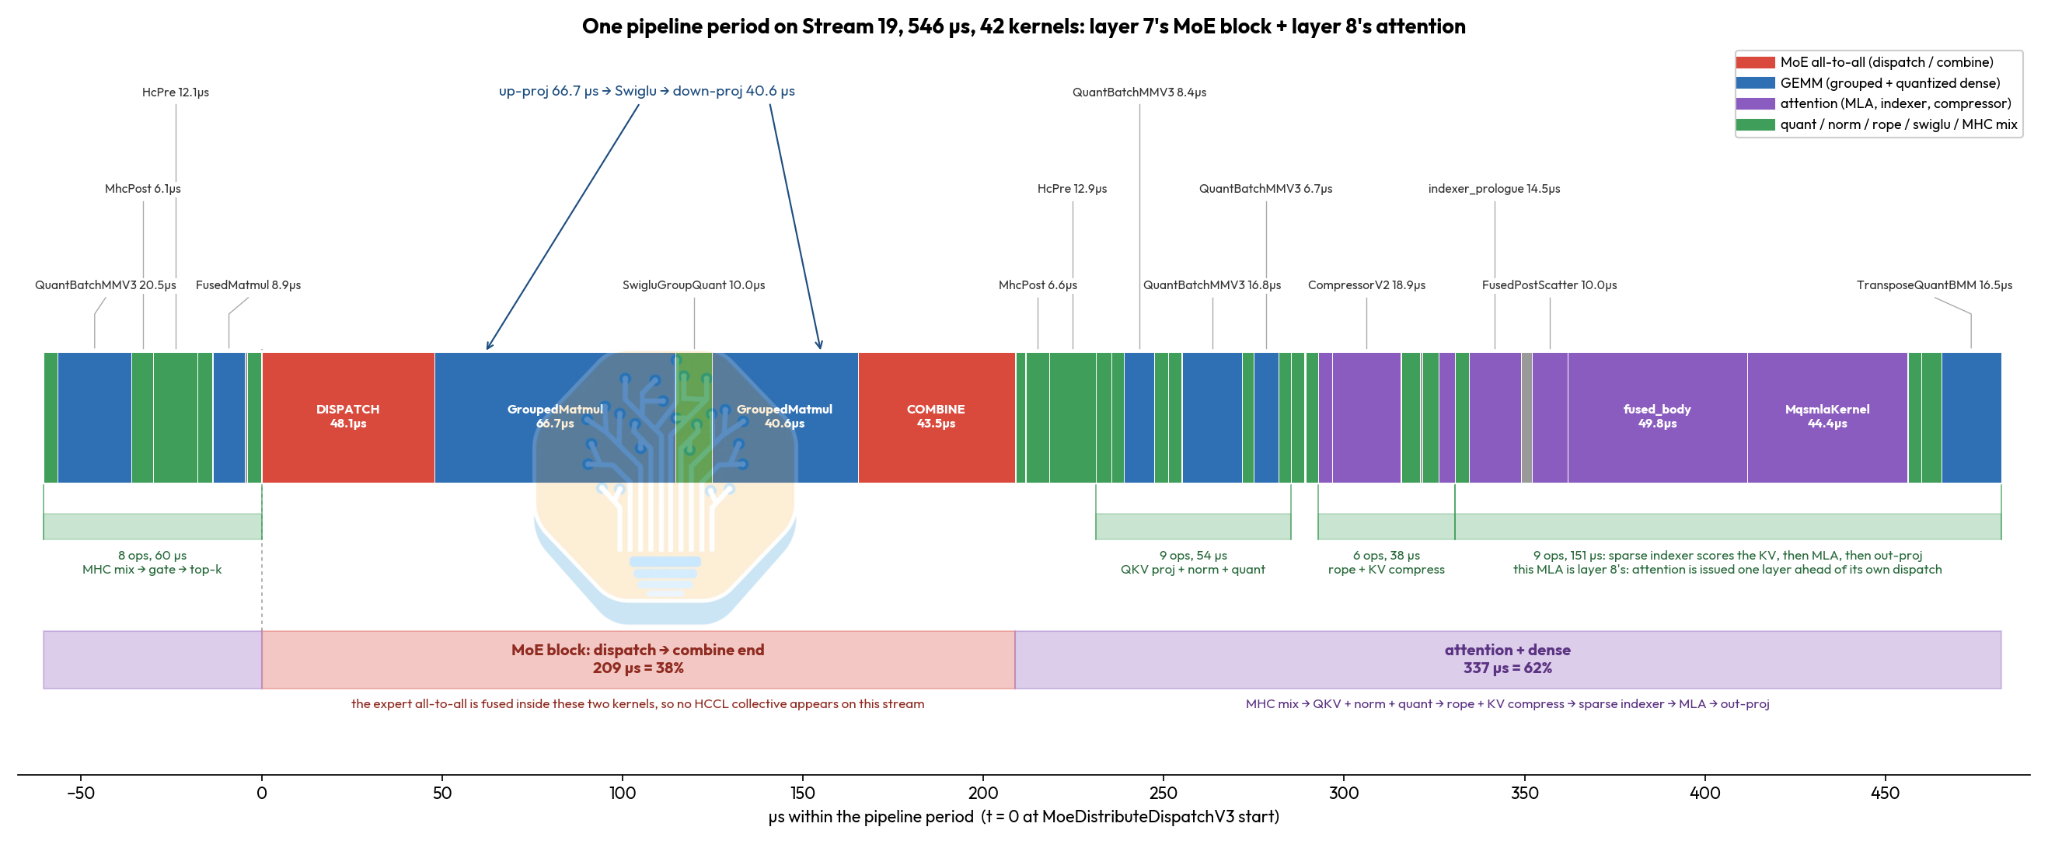 One pipeline period on Stream 19, 546 µs, 42 kernels: layer 7's MoE block + layer 8's attention
MoE all-to-all (dispatch / combine)
GEMM (grouped + quantized dense)
attention (MLA, indexer, compressor)
quant / norm / rope / swiglu / MHC mix
HcPre 12.1µs
up-proj 66.7 µs → Swiglu → down-proj 40.6 µs
QuantBatchMMV3 8.4µs
MhcPost 6.1µs
HcPre 12.9µs
QuantBatchMMV3 6.7µs
indexer_prologue 14.5µs
QuantBatchMMV3 20.5µs
FusedMatmul 8.9µs
SwigluGroupQuant 10.0µs
MhcPost 6.6µs
QuantBatchMMV3 16.8µs
CompressorV2 18.9µs
FusedPostScatter 10.0µs
TransposeQuantBMM 16.5µs
DISPATCH
48.1µs
GroupedMatmul
66.7µs
GroupedMatmul
40.6µs
COMBINE
43.5µs
fused_body
49.8µs
MqsmlaKernel
44.4µs
8 ops, 60 µs
MHC mix → gate → top-k
9 ops, 54 µs
QKV proj + norm + quant
6 ops, 38 µs
rope + KV compress
9 ops, 151 µs: sparse indexer scores the KV, then MLA, then out-proj
this MLA is layer 8's: attention is issued one layer ahead of its own dispatch
MoE block: dispatch → combine end
209 µs = 38%
attention + dense
337 µs = 62%
the expert all-to-all is fused inside these two kernels, so no HCCL collective appears on this stream
MHC mix → QKV + norm + quant → rope + KV compress → sparse indexer → MLA → out-proj
−50 0 50 100 150 200 250 300 350 400 450
µs within the pipeline period (t = 0 at MoeDistributeDispatchV3 start)